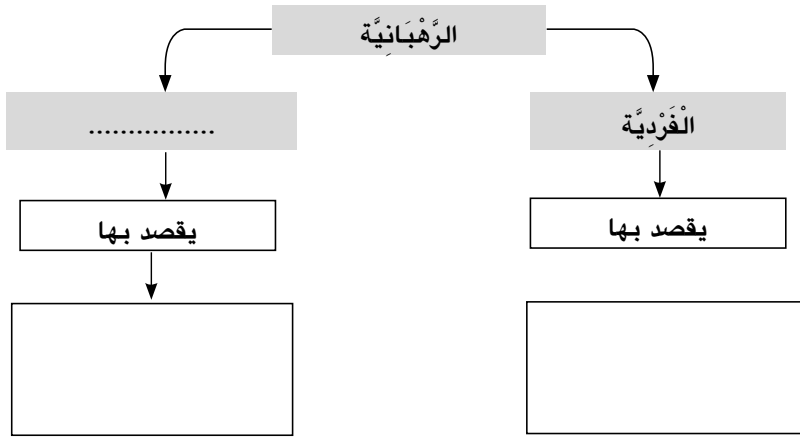 الرَّهْبَانِيَّة
الْفَرْدِيَّة
................
يقصد بها
يقصد بها